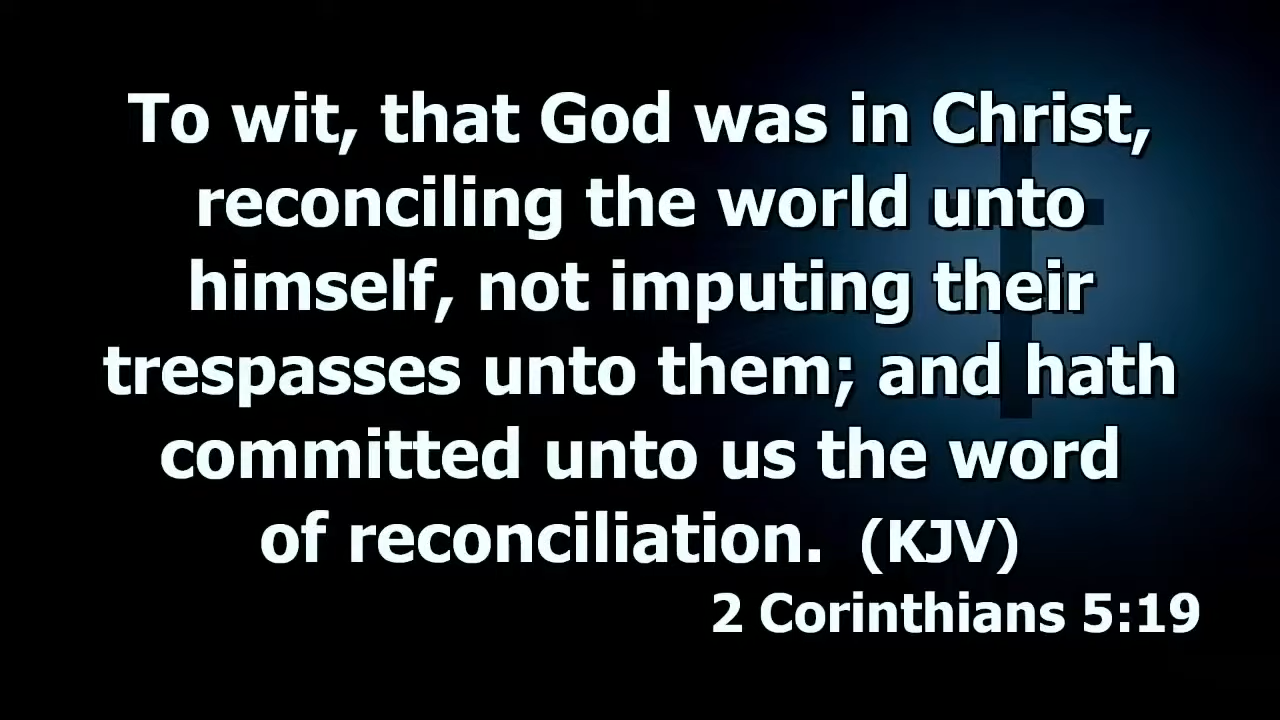 To wit, that God was in Christ,
reconciling the world unto
himself, not imputing their
trespasses unto them; and hath
committed unto us the word
of reconciliation. (KJV)
2 Corinthians 5:19